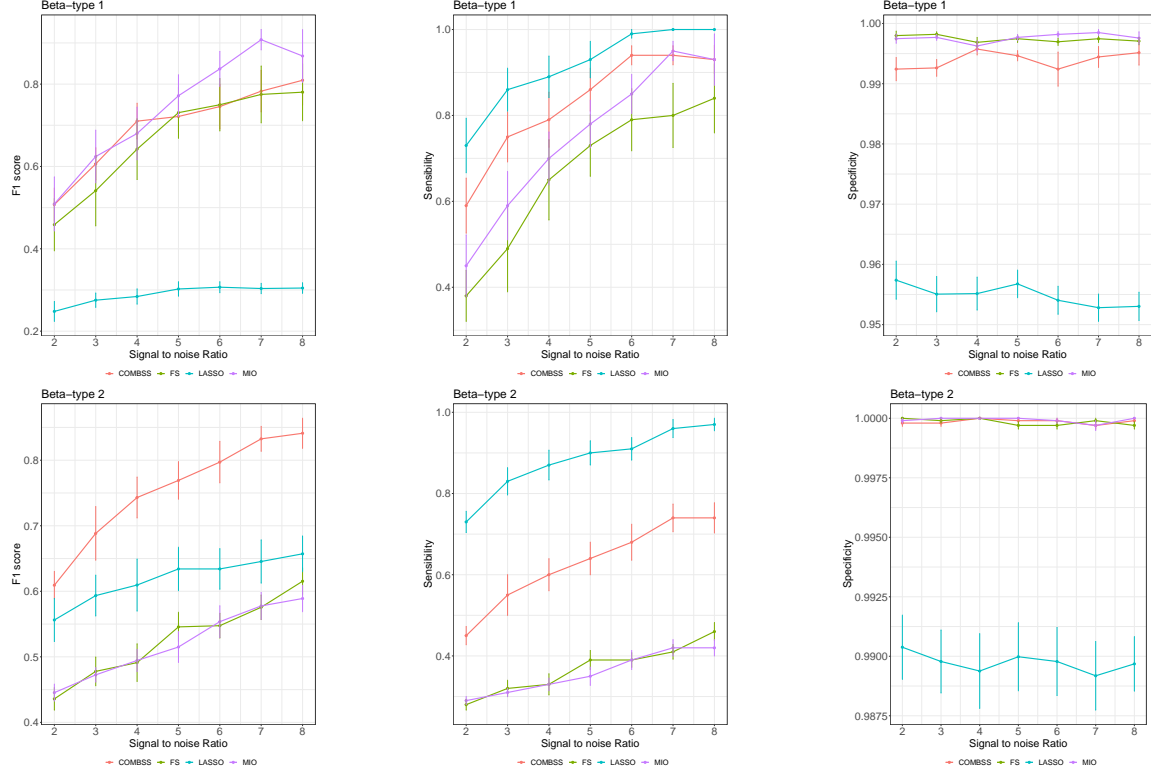 Beta−type 1
F1 score
0.8
0.6
0.4
0.2
2 3 4 5 6 7 8
Signal to noise Ratio
COMBSS FS LASSO MIO
Beta−type 1
Sensibility
1.0
0.8
0.6
0.4
2 3 4 5 6 7 8
Signal to noise Ratio
COMBSS FS LASSO MIO
Beta−type 1
Specificity
1.00
0.99
0.98
0.97
0.96
0.95
2 3 4 5 6 7 8
Signal to noise Ratio
COMBSS FS LASSO MIO
Beta−type 2
F1 score
0.8
0.7
0.6
0.5
0.4
2 3 4 5 6 7 8
Signal to noise Ratio
COMBSS FS LASSO MIO
Beta−type 2
Sensibility
1.0
0.8
0.6
0.4
2 3 4 5 6 7 8
Signal to noise Ratio
COMBSS FS LASSO MIO
Beta−type 2
Specificity
1.0000
0.9975
0.9950
0.9925
0.9900
0.9875
2 3 4 5 6 7 8
Signal to noise Ratio
COMBSS FS LASSO MIO